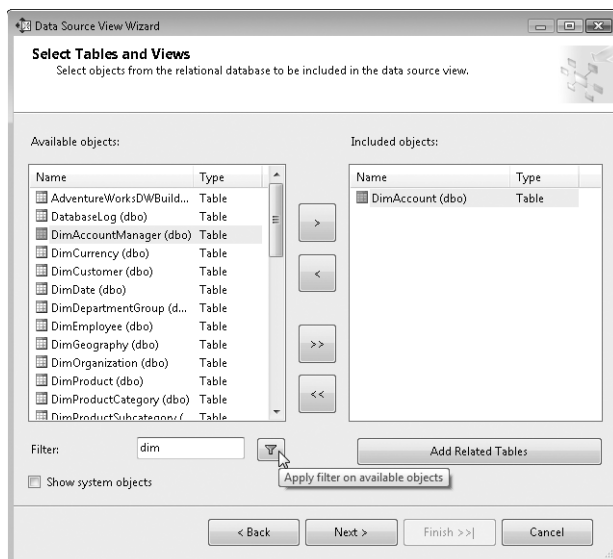 Data Source View Wizard
Select Tables and Views
Select objects from the relational database to be included in the data source view.
Available objects:
Included objects:
Name Type
AdventureWorksDWBuild... Table
DatabaseLog (dbo) Table
DimAccountManager (dbo) Table
DimCurrency (dbo) Table
DimCustomer (dbo) Table
DimDate (dbo) Table
DimDepartmentGroup (d... Table
DimEmployee (dbo) Table
DimGeography (dbo) Table
DimOrganization (dbo) Table
DimProduct (dbo) Table
DimProductCategory (dbo) Table
DimProductSubcategory ( Table
>
<
>>
<<
Name Type
DimAccount (dbo) Table
Filter: dim
Add Related Tables
Apply filter on available objects
Show system objects
< Back
Next >
Finish >>|
Cancel